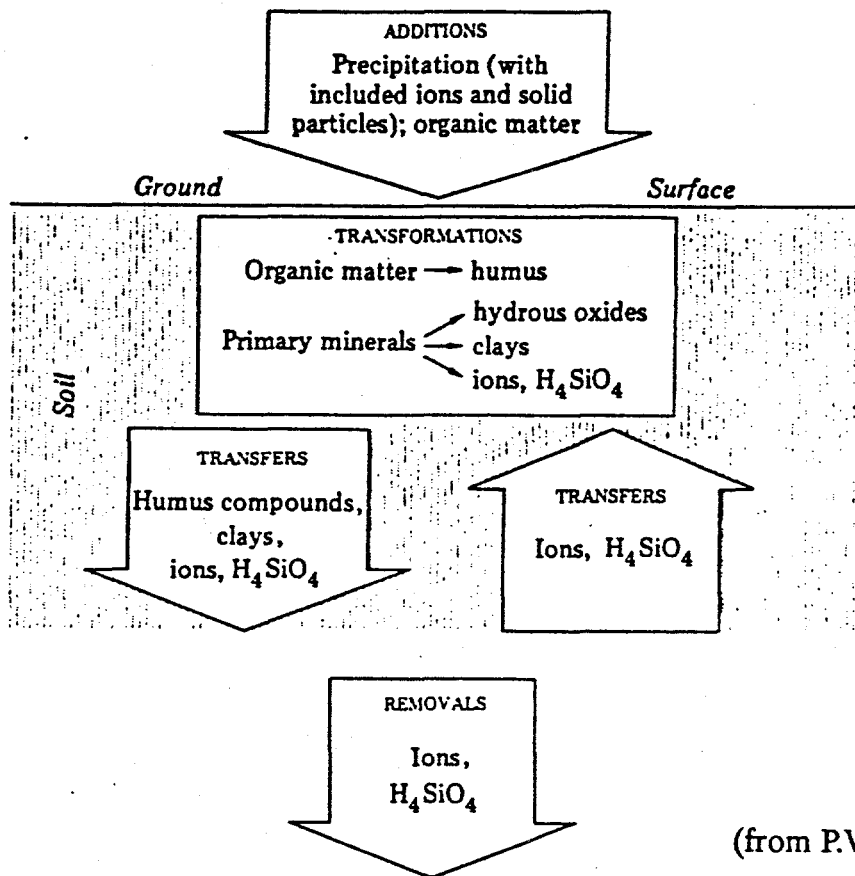 ADDITIONS
Precipitation (with
included ions and solid
particles); organic matter
Ground Surface
TRANSFORMATIONS
Organic matter → humus
hydrous oxides
Primary minerals → clays
ions, H₄SiO₄
Soil
TRANSFERS
Humus compounds,
clays,
ions, H₄SiO₄
TRANSFERS
Ions, H₄SiO₄
REMOVALS
Ions,
H₄SiO₄
(from P.V